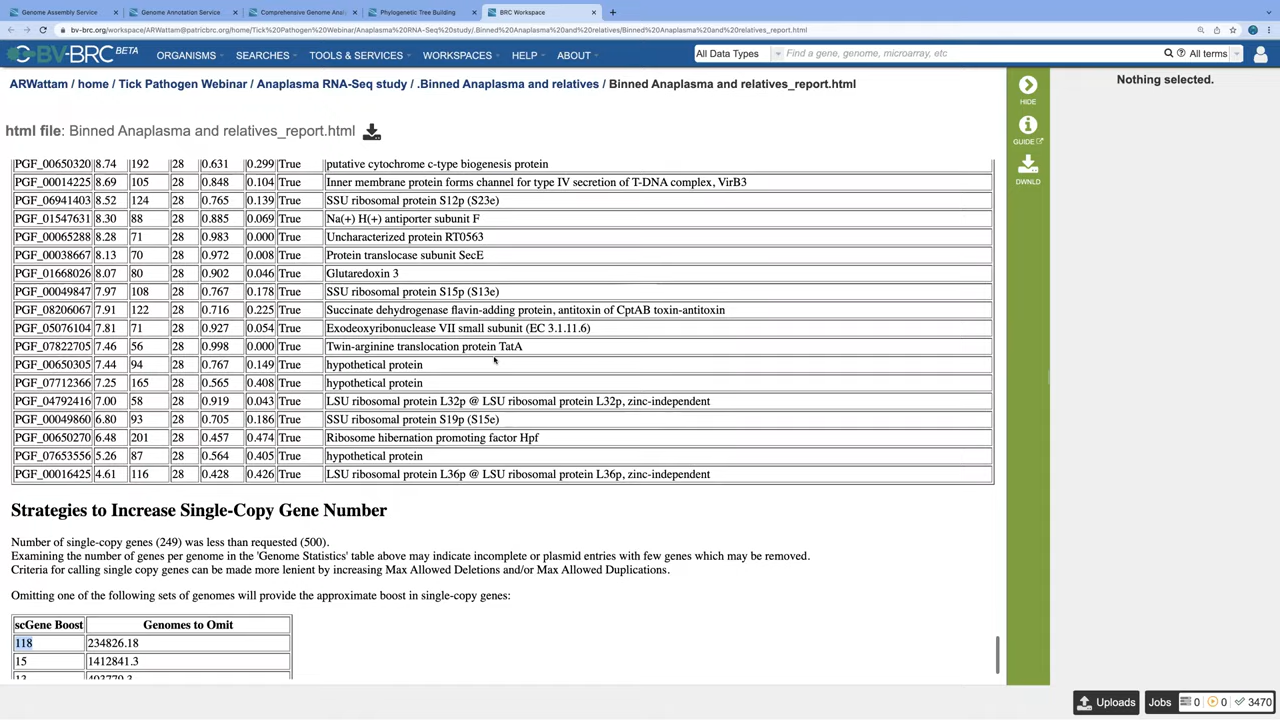 Genome Assembly Service
Genome Annotation Service
Comprehensive Genome Anal
Phylogenetic Tree Building
BRC Workspace
bv-brc.org/workspace/ARWattam@patricbrc.org/home/Tick%20Pathogen%20Webinar/Anaplasma%20RNA-Seq%20study/.Binned%20Anaplasma%20and%20relatives/Binned%20Anaplasma%20and%20relatives_report.html
BV-BRC BETA
ORGANISMS
SEARCHES
TOOLS & SERVICES
WORKSPACES
HELP
ABOUT
All Data Types
Find a gene, genome, microarray, etc
All terms
ARWattam / home / Tick Pathogen Webinar / Anaplasma RNA-Seq study / .Binned Anaplasma and relatives / Binned Anaplasma and relatives_report.html
Nothing selected.
HIDE
GUIDE
DWNLD
html file: Binned Anaplasma and relatives_report.html
PGF_00650320 8.74 192 28 0.631 0.299 True putative cytochrome c-type biogenesis protein
PGF_00014225 8.69 105 28 0.848 0.104 True Inner membrane protein forms channel for type IV secretion of T-DNA complex, VirB3
PGF_06941403 8.52 124 28 0.765 0.139 True SSU ribosomal protein S12p (S23e)
PGF_01547631 8.30 88 28 0.885 0.069 True Na(+) H(+) antiporter subunit F
PGF_00065288 8.28 71 28 0.983 0.000 True Uncharacterized protein RT0563
PGF_00038667 8.13 70 28 0.972 0.008 True Protein translocase subunit SecE
PGF_01668026 8.07 80 28 0.902 0.046 True Glutaredoxin 3
PGF_00049847 7.97 108 28 0.767 0.178 True SSU ribosomal protein S15p (S13e)
PGF_08206067 7.91 122 28 0.716 0.225 True Succinate dehydrogenase flavin-adding protein, antitoxin of CptAB toxin-antitoxin
PGF_05076104 7.81 71 28 0.927 0.054 True Exodeoxyribonuclease VII small subunit (EC 3.1.11.6)
PGF_07822705 7.46 56 28 0.998 0.000 True Twin-arginine translocation protein TatA
PGF_00650305 7.44 94 28 0.767 0.149 True hypothetical protein
PGF_07712366 7.25 165 28 0.565 0.408 True hypothetical protein
PGF_04792416 7.00 58 28 0.919 0.043 True LSU ribosomal protein L32p @ LSU ribosomal protein L32p, zinc-independent
PGF_00049860 6.80 93 28 0.705 0.186 True SSU ribosomal protein S19p (S15e)
PGF_00650270 6.48 201 28 0.457 0.474 True Ribosome hibernation promoting factor Hpf
PGF_07653556 5.26 87 28 0.564 0.405 True hypothetical protein
PGF_00016425 4.61 116 28 0.428 0.426 True LSU ribosomal protein L36p @ LSU ribosomal protein L36p, zinc-independent
Strategies to Increase Single-Copy Gene Number
Number of single-copy genes (249) was less than requested (500).
Examining the number of genes per genome in the 'Genome Statistics' table above may indicate incomplete or plasmid entries with few genes which may be removed.
Criteria for calling single copy genes can be made more lenient by increasing Max Allowed Deletions and/or Max Allowed Duplications.
Omitting one of the following sets of genomes will provide the approximate boost in single-copy genes:
scGene Boost Genomes to Omit
118 234826.18
15 1412841.3
13 403779.3
Uploads
Jobs 0 0 3470